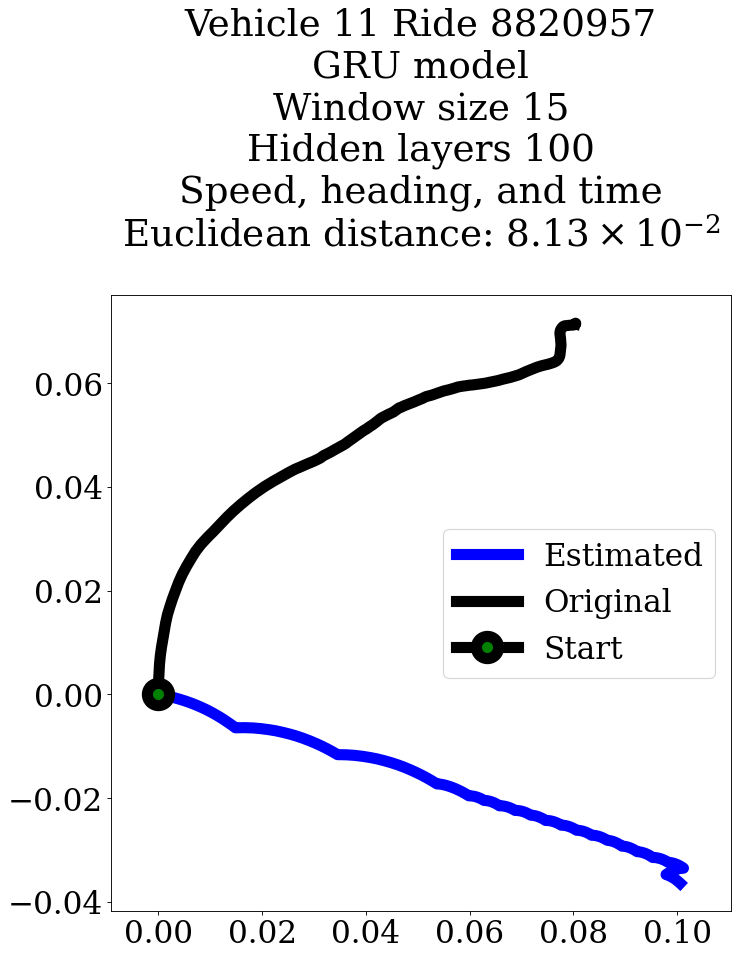 Vehicle 11 Ride 8820957
GRU model
Window size 15
Hidden layers 100
Speed, heading, and time
Euclidean distance: 8.13 × 10⁻²
0.06
0.04
0.02
0.00
−0.02
−0.04
Estimated
Original
Start
0.00 0.02 0.04 0.06 0.08 0.10